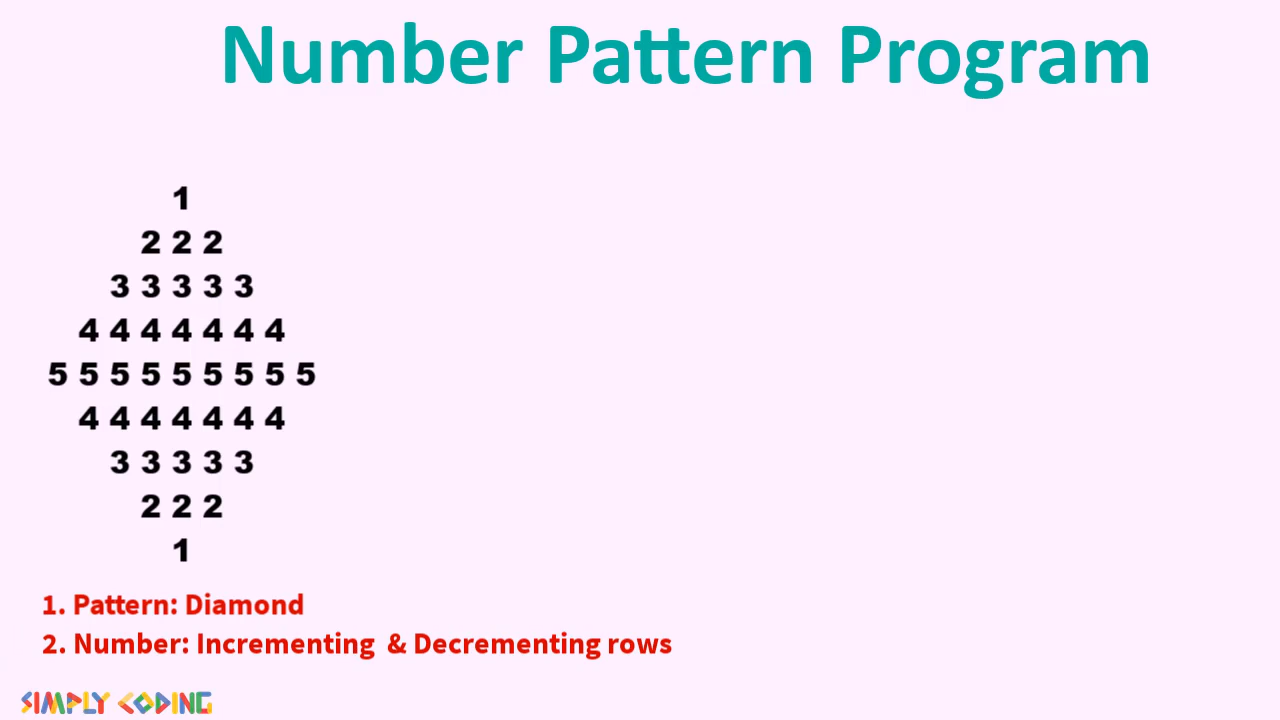 Number Pattern Program
1
2 2 2
3 3 3 3 3
4 4 4 4 4 4 4
5 5 5 5 5 5 5 5 5
4 4 4 4 4 4 4
3 3 3 3 3
2 2 2
1
1. Pattern: Diamond
2. Number: Incrementing & Decrementing rows
SIMPLY CODING